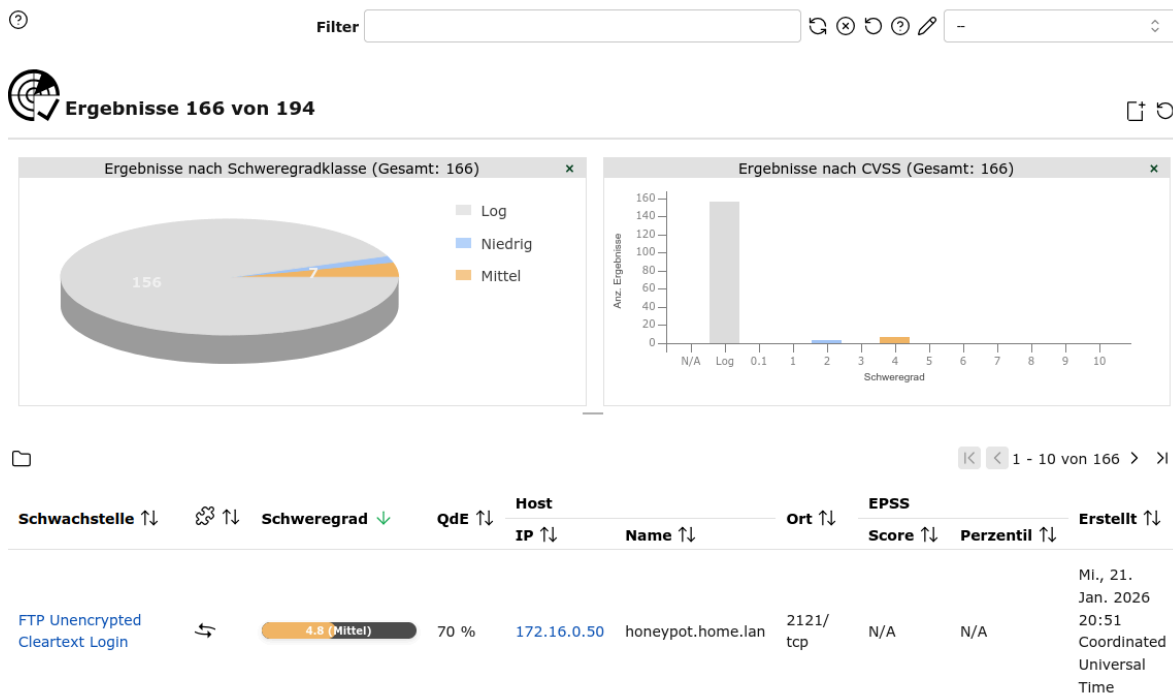 Filter
--
Ergebnisse 166 von 194
Ergebnisse nach Schweregradklasse (Gesamt: 166)
156
7
Log
Niedrig
Mittel
Ergebnisse nach CVSS (Gesamt: 166)
Anz. Ergebnisse
160
140
120
100
80
60
40
20
0
N/A Log 0.1 1 2 3 4 5 6 7 8 9 10
Schweregrad
1 - 10 von 166
Schwachstelle Schweregrad QdE Host Ort EPSS Erstellt
IP Name Score Perzentil
FTP Unencrypted
Cleartext Login
4.8 (Mittel)
70 %
172.16.0.50
honeypot.home.lan
2121/
tcp
N/A
N/A
Mi., 21.
Jan. 2026
20:51
Coordinated
Universal
Time